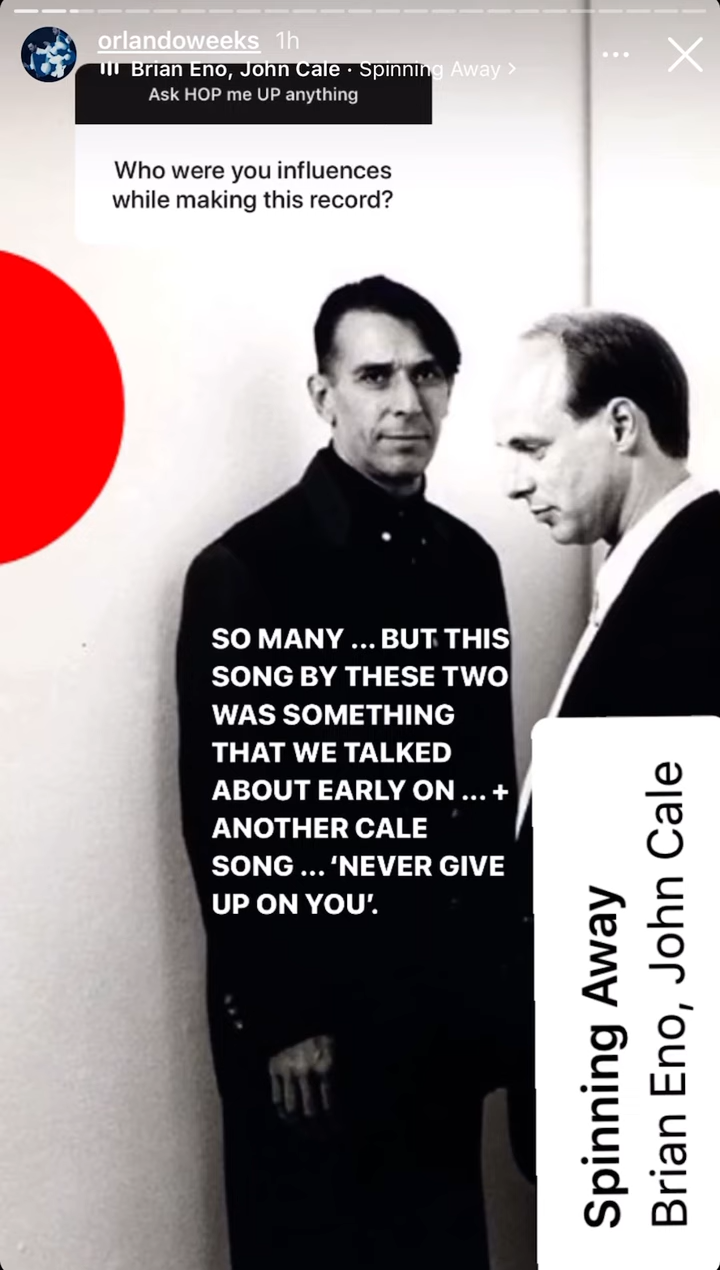 orlandoweeks 1h
Brian Eno, John Cale · Spinning Away >
Ask HOP me UP anything
Who were you influences
while making this record?
SO MANY ... BUT THIS
SONG BY THESE TWO
WAS SOMETHING
THAT WE TALKED
ABOUT EARLY ON ... +
ANOTHER CALE
SONG ... ‘NEVER GIVE
UP ON YOU’.
Spinning Away
Brian Eno, John Cale